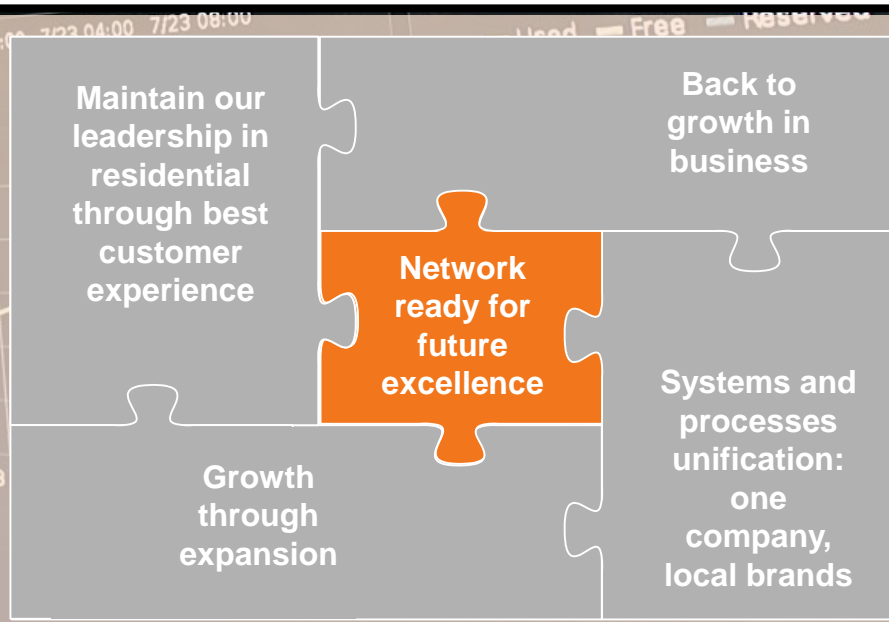 7/23 04:00 7/23 08:00
Used Free Reserved
Maintain our
leadership in
residential
through best
customer
experience
Back to
growth in
business
Network
ready for
future
excellence
Systems and
processes
unification:
one
company,
local brands
Growth
through
expansion